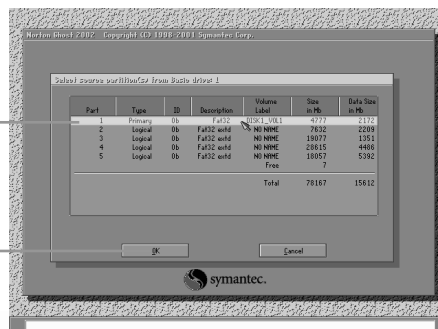 Norton Ghost 2002   Copyright (C) 1998-2001 Symantec Corp.
Select source partition(s) from Basic drive: 1
Part Type ID Description Volume Label Size in Mb Data Size in Mb
1 Primary 0b Fat32 DISK1_VOL1 4777 2172
2 Logical 0b Fat32 extd NO NAME 7632 2209
3 Logical 0b Fat32 extd NO NAME 19077 1351
4 Logical 0b Fat32 extd NO NAME 28615 4486
5 Logical 0b Fat32 extd NO NAME 18057 5392
Free 7
Total 78167 15612
OK Cancel
symantec.